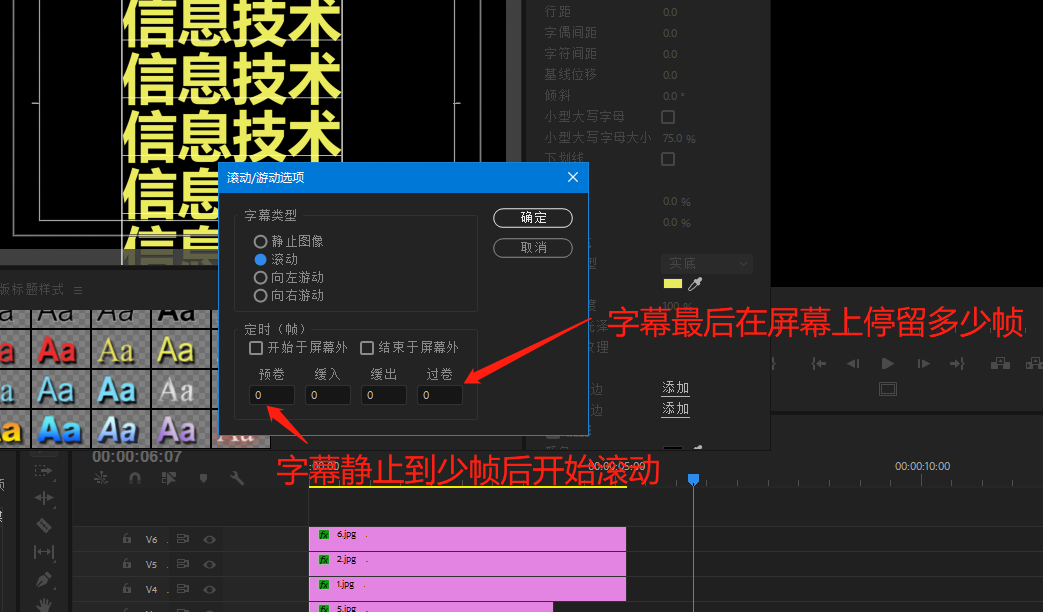 信息技术
信息技术
信息技术
信息
行距 0.0
字偶间距 0.0
字符间距 0.0
基线位移 0.0
倾斜 0.0 °
小型大写字母
小型大写字母大小 75.0 %
下划线
0.0 %
0.0 %
实底
100 %
光泽
纹理
添加
添加
滚动/游动选项
字幕类型
静止图像
滚动
向左游动
向右游动
确定
取消
定时（帧）
开始于屏幕外 结束于屏幕外
预卷 缓入 缓出 过卷
0 0 0 0
字幕最后在屏幕上停留多少帧
字幕静止到少帧后开始滚动
版标题样式
Aa Aa Aa Aa
Aa Aa Aa
Aa Aa Aa
Aa Aa Aa Aa
00:00:06:07
:00:00 00:00:05:00 00:00:10:00
V6 fx 6.jpg
V5 fx 2.jpg
V4 fx 1.jpg
fx 5.jpg